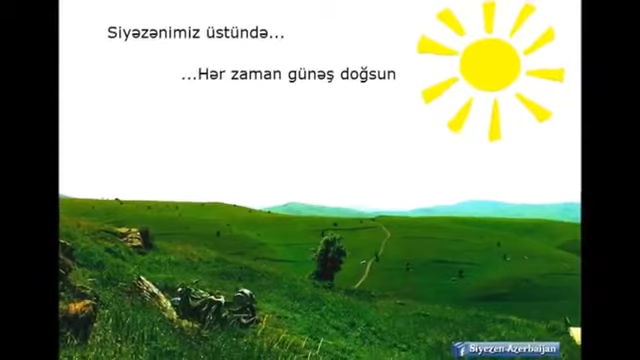 Siyəzənimiz üstündə...
...Hər zaman günəş doğsun
Siyezen-Azerbaijan